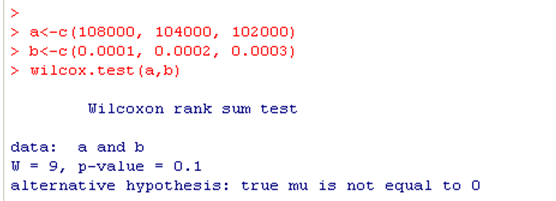 >
> a<-c(108000, 104000, 102000)
> b<-c(0.0001, 0.0002, 0.0003)
> wilcox.test(a,b)
Wilcoxon rank sum test
data:  a and b
W = 9, p-value = 0.1
alternative hypothesis: true mu is not equal to 0